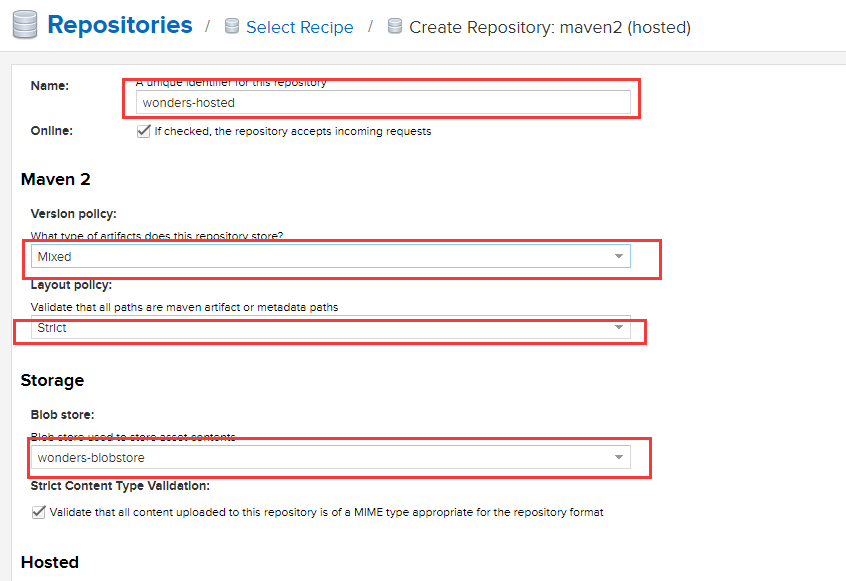 Repositories / Select Recipe / Create Repository: maven2 (hosted)
Name:
A unique identifier for this repository
wonders-hosted
Online:
If checked, the repository accepts incoming requests
Maven 2
Version policy:
What type of artifacts does this repository store?
Mixed
Layout policy:
Validate that all paths are maven artifact or metadata paths
Strict
Storage
Blob store:
Blob store used to store asset contents
wonders-blobstore
Strict Content Type Validation:
Validate that all content uploaded to this repository is of a MIME type appropriate for the repository format
Hosted